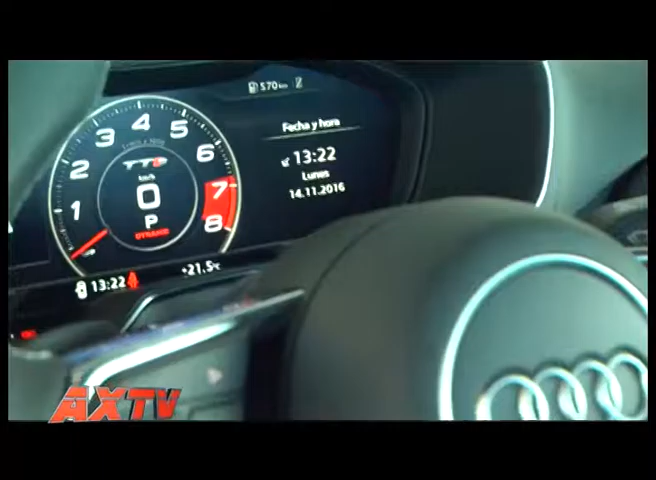 570 km
Fecha y hora
13:22
Lunes
14.11.2016
1 2 3 4 5 6 7 8
TTS
km/h
0
P
DYNAMIC
13:22
+21.5°C
AXTV